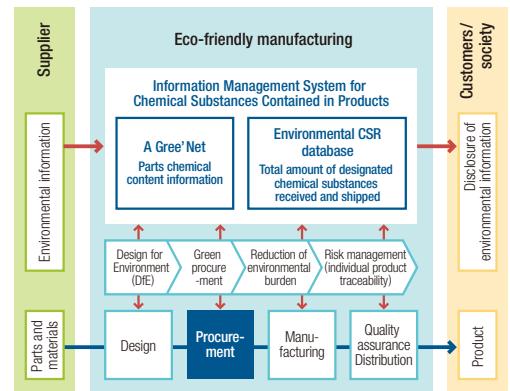 Supplier
Environmental information
Parts and
materials
Eco-friendly manufacturing
Information Management System for
Chemical Substances Contained in Products
A Gree' Net
Parts chemical
content information
Environmental CSR
database
Total amount of designated
chemical substances
received and shipped
Design for
Environment
(DfE)
Green
procure
-ment
Reduction of
environmental
burden
Risk management
(individual product
traceability)
Design
Procure-
ment
Manu-
facturing
Quality
assurance
Distribution
Customers/
society
Disclosure of
environmental information
Product